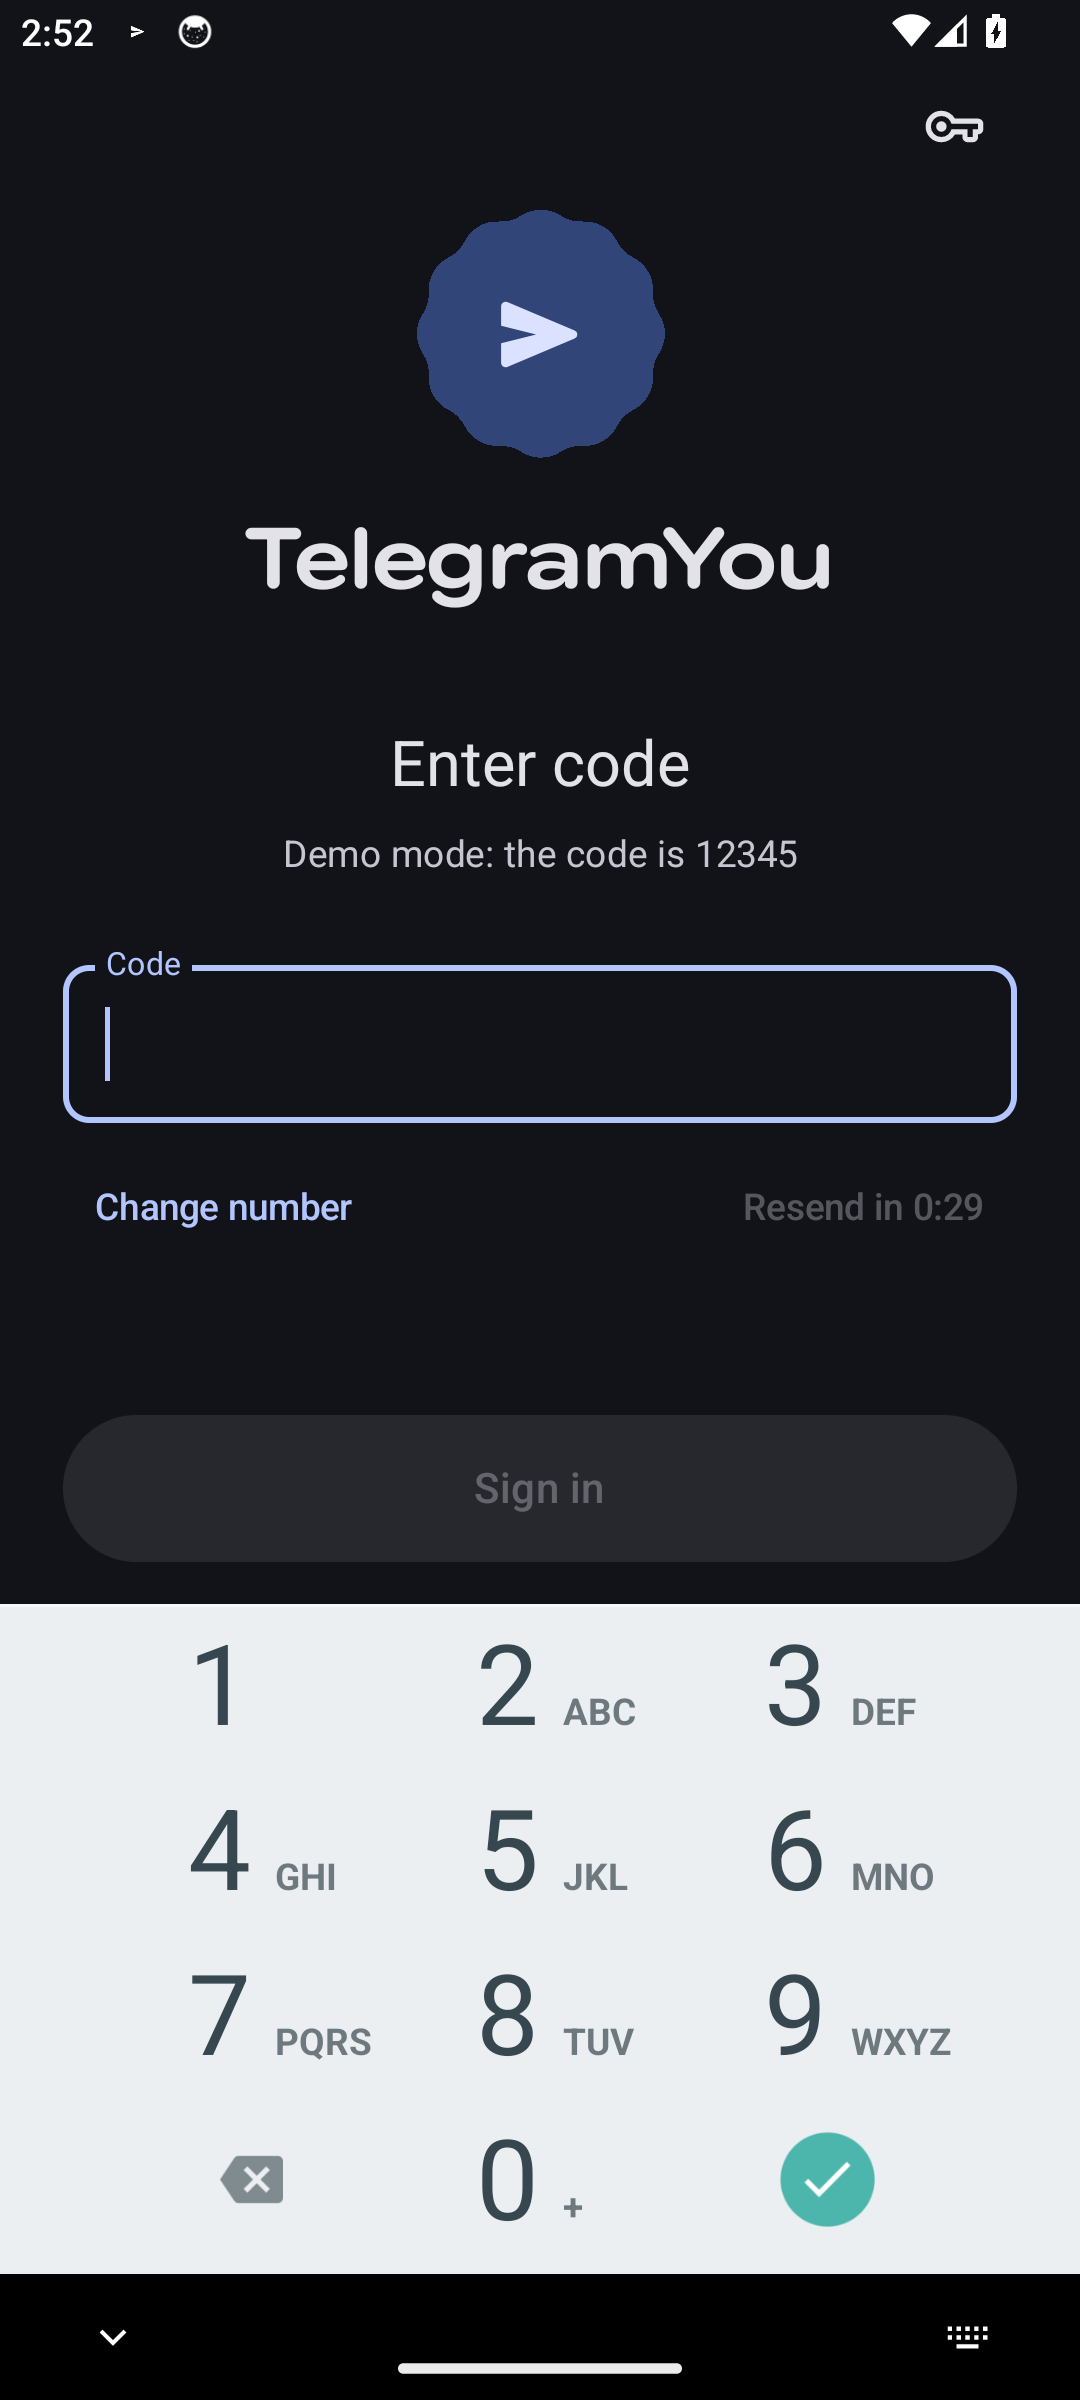 2:52
TelegramYou
Enter code
Demo mode: the code is 12345
Code
Change number
Resend in 0:29
Sign in
1
2 ABC
3 DEF
4 GHI
5 JKL
6 MNO
7 PQRS
8 TUV
9 WXYZ
0 +